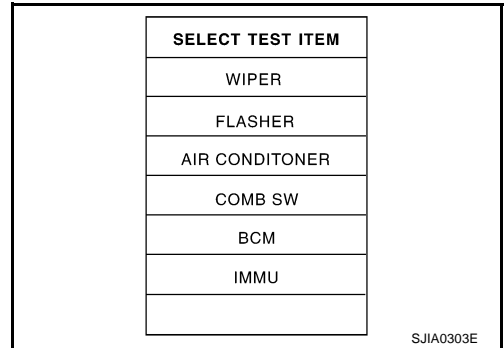 SELECT TEST ITEM
WIPER
FLASHER
AIR CONDITONER
COMB SW
BCM
IMMU
SJIA0303E